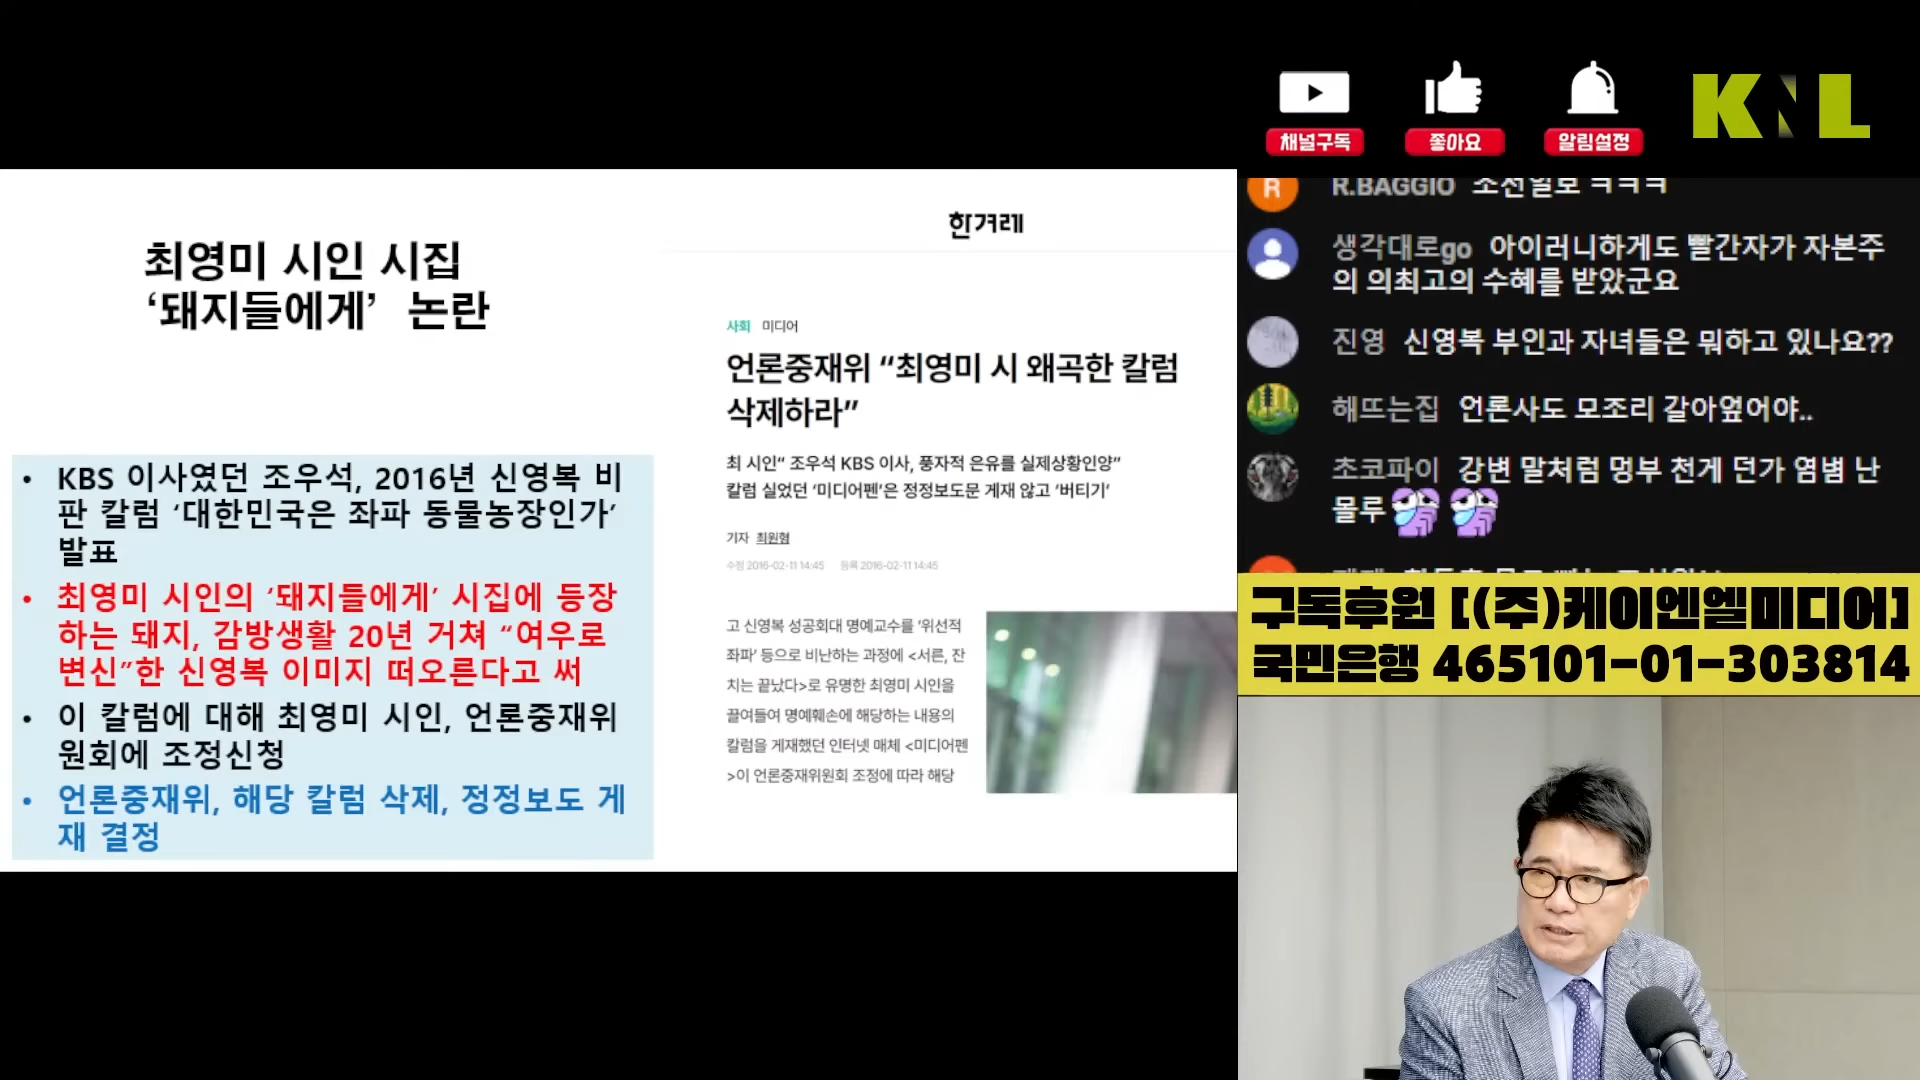 최영미 시인 시집
‘돼지들에게’ 논란
• KBS 이사였던 조우석, 2016년 신영복 비
판 칼럼 ‘대한민국은 좌파 동물농장인가’
발표
• 최영미 시인의 ‘돼지들에게’ 시집에 등장
하는 돼지, 감방생활 20년 거쳐 “여우로
변신”한 신영복 이미지 떠오른다고 써
• 이 칼럼에 대해 최영미 시인, 언론중재위
원회에 조정신청
• 언론중재위, 해당 칼럼 삭제, 정정보도 게
재 결정
한겨레
사회 미디어
언론중재위 “최영미 시 왜곡한 칼럼
삭제하라”
최 시인“ 조우석 KBS 이사, 풍자적 은유를 실제상황인양”
칼럼 실었던 ‘미디어펜’은 정정보도문 게재 않고 ‘버티기’
기자 최원형
수정 2016-02-11 14:45 등록 2016-02-11 14:45
고 신영복 성공회대 명예교수를 ‘위선적
좌파’ 등으로 비난하는 과정에 <서른, 잔
치는 끝났다>로 유명한 최영미 시인을
끌여들여 명예훼손에 해당하는 내용의
칼럼을 게재했던 인터넷 매체 <미디어펜
>이 언론중재위원회 조정에 따라 해당
채널구독 좋아요 알림설정
KNL
R R.BAGGIO 조선일보 ㅋㅋㅋ
생각대로go 아이러니하게도 빨간자가 자본주
의 의최고의 수혜를 받았군요
진영 신영복 부인과 자녀들은 뭐하고 있나요??
해뜨는집 언론사도 모조리 갈아엎어야..
초코파이 강변 말처럼 멍부 천게 던가 염볌 난
몰루
구독후원 [(주)케이엔엘미디어]
국민은행 465101-01-303814